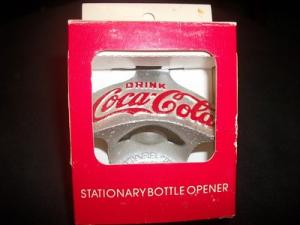 DRINK
Coca-Cola
STATIONARY BOTTLE OPENER